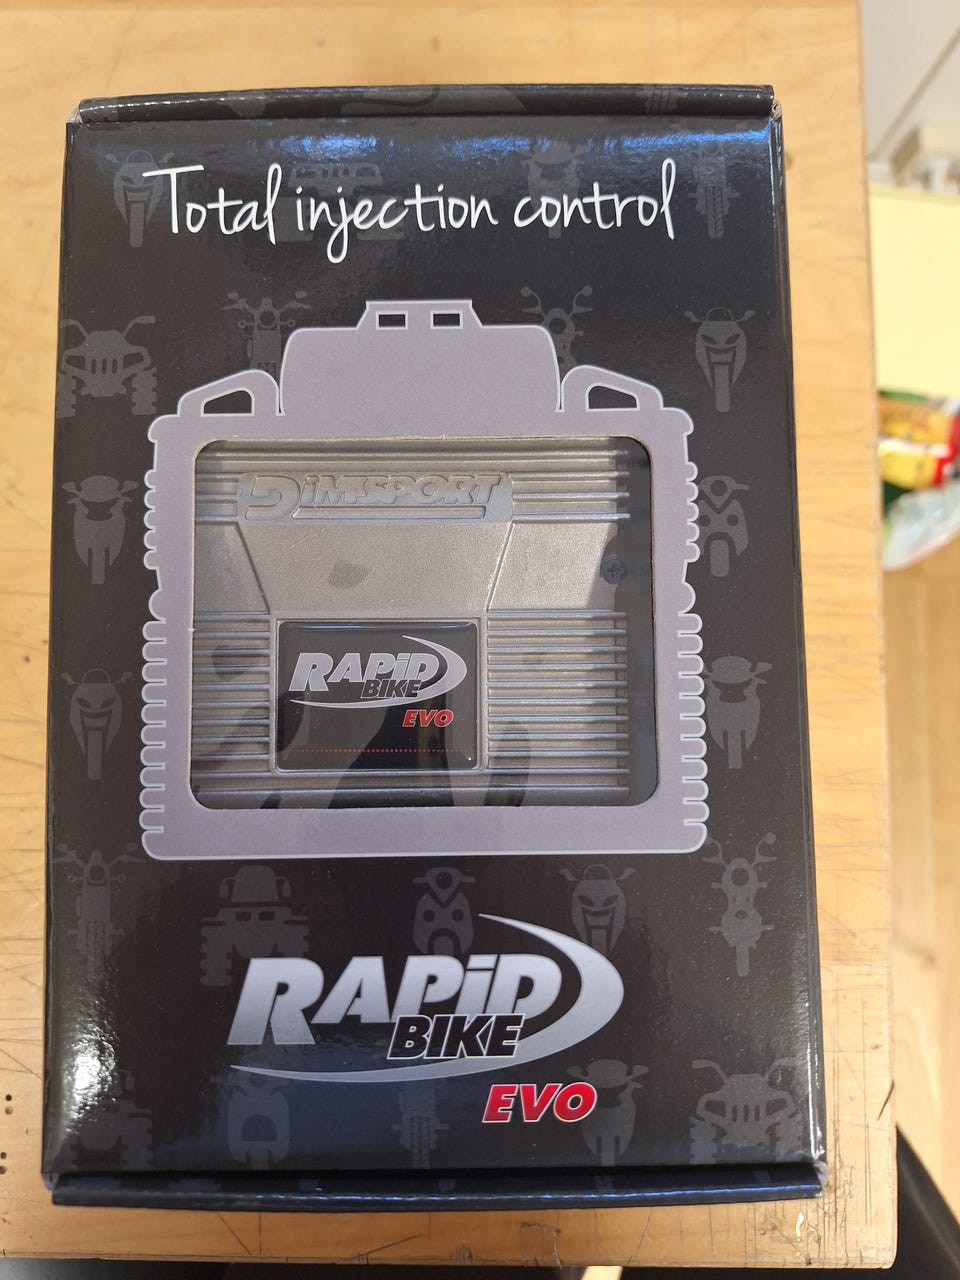 Total injection control
DiMSPORT
RAPiD
BIKE
EVO
RAPiD
BIKE
EVO